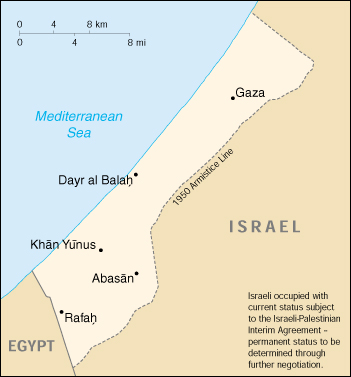 0 4 8 km
0 4 8 mi
Gaza
Mediterranean
Sea
1950 Armistice Line
Dayr al Balaḩ
ISRAEL
Khān Yūnus
Abasān
Rafaḩ
EGYPT
Israeli occupied with
current status subject
to the Israeli-Palestinian
Interim Agreement –
permanent status to be
determined through
further negotiation.